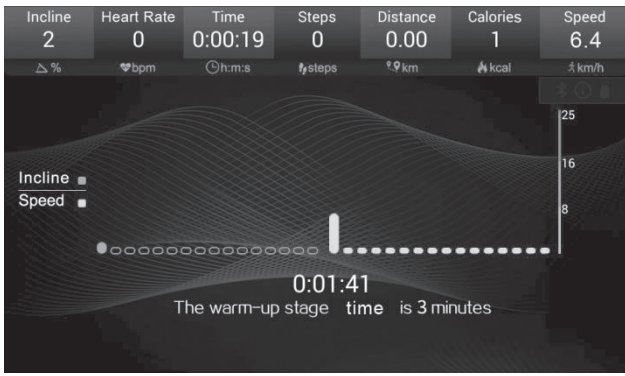 Incline Heart Rate Time Steps Distance Calories Speed
2 0 0:00:19 0 0.00 1 6.4
% bpm h:m:s steps km kcal km/h
25
16
Incline
Speed
8
0:01:41
The warm-up stage time is 3 minutes